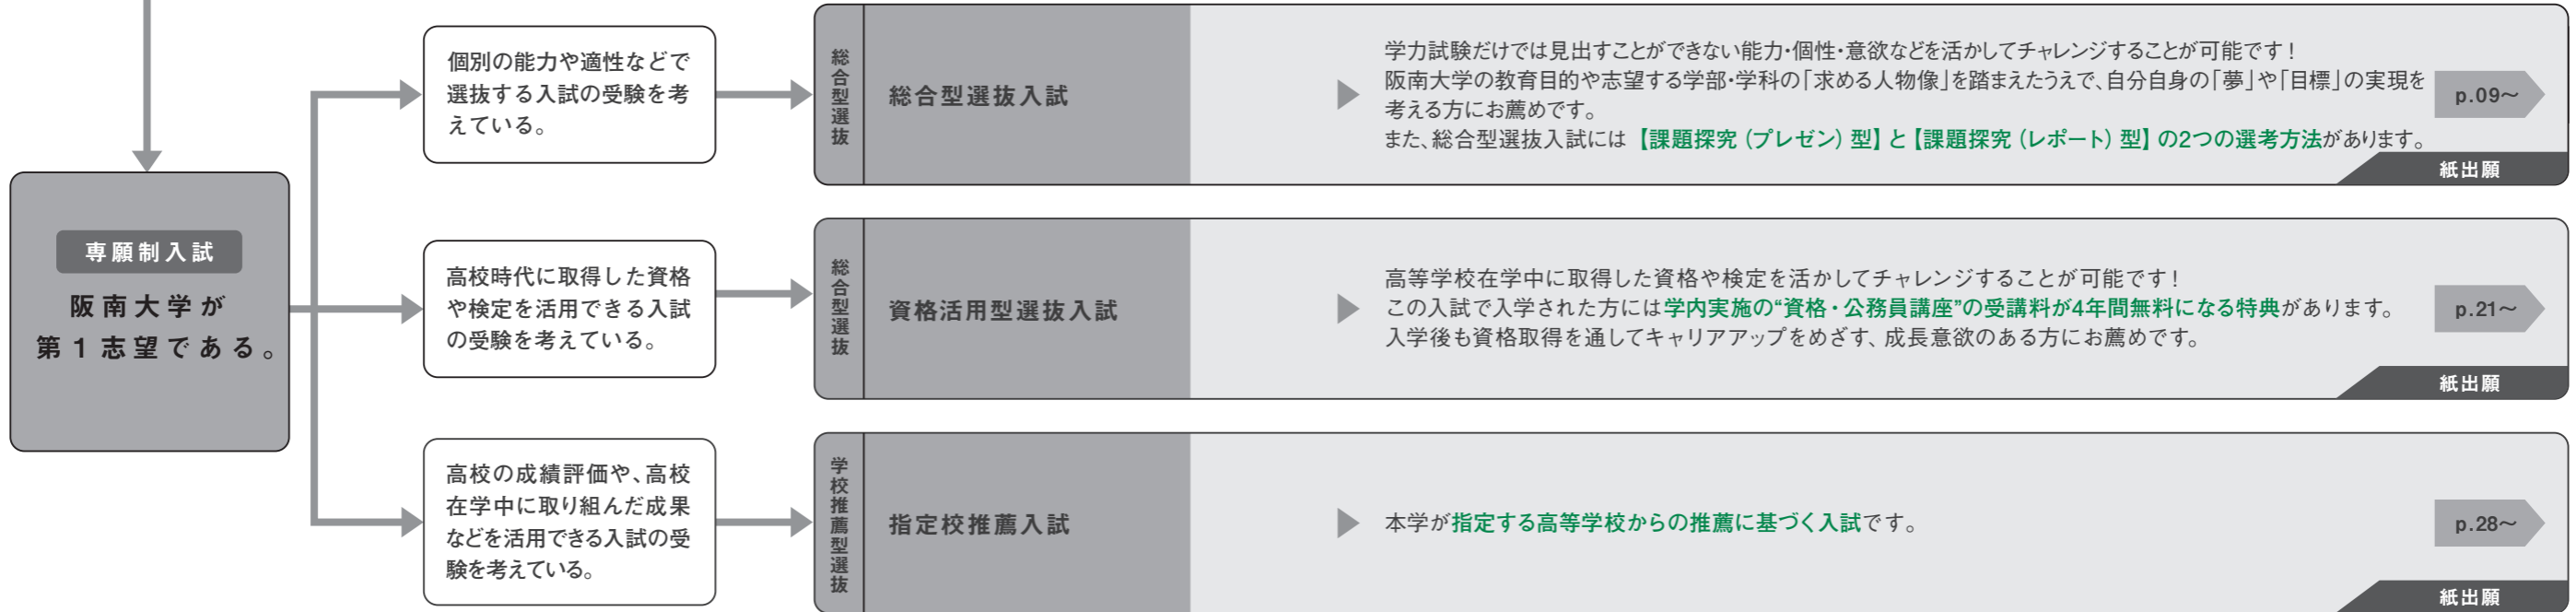 専願制入試
阪南大学が
第1志望である。
個別の能力や適性などで
選抜する入試の受験を考
えている。
総合型選抜
総合型選抜入試
学力試験だけでは見出すことができない能力・個性・意欲などを活かしてチャレンジすることが可能です!
阪南大学の教育目的や志望する学部・学科の「求める人物像」を踏まえたうえで、自分自身の「夢」や「目標」の実現を
考える方にお薦めです。
また、総合型選抜入試には【課題探究(プレゼン)型】と【課題探究(レポート)型】の2つの選考方法があります。
p.09〜
紙出願
高校時代に取得した資格
や検定を活用できる入試
の受験を考えている。
総合型選抜
資格活用型選抜入試
高等学校在学中に取得した資格や検定を活かしてチャレンジすることが可能です!
この入試で入学された方には学内実施の“資格・公務員講座”の受講料が4年間無料になる特典があります。
入学後も資格取得を通してキャリアアップをめざす、成長意欲のある方にお薦めです。
p.21〜
紙出願
高校の成績評価や、高校
在学中に取り組んだ成果
などを活用できる入試の受
験を考えている。
学校推薦型選抜
指定校推薦入試
本学が指定する高等学校からの推薦に基づく入試です。
p.28〜
紙出願